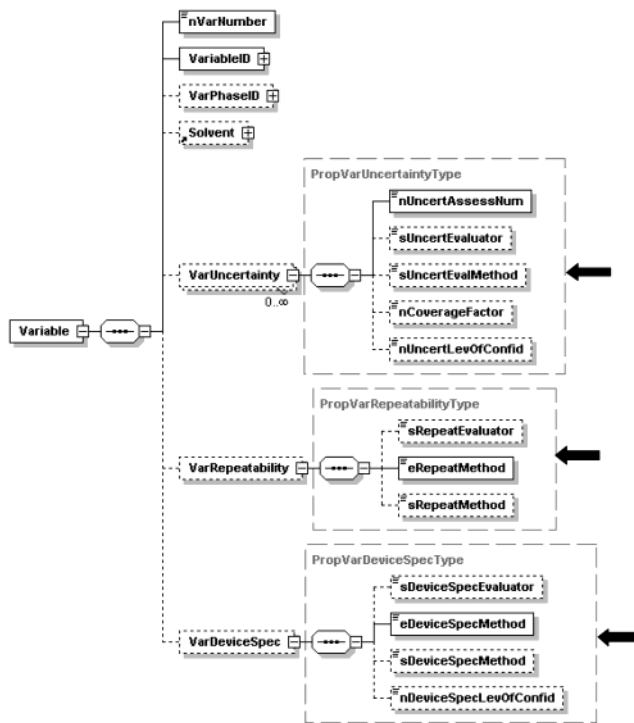 nVarNumber
VariableID
VarPhaseID
Solvent
PropVarUncertaintyType
nUncertAssessNum
sUncertEvaluator
VarUncertainty
sUncertEvalMethod
0..∞
nCoverageFactor
nUncertLevOfConfid
Variable
PropVarRepeatabilityType
sRepeatEvaluator
VarRepeatability
eRepeatMethod
sRepeatMethod
PropVarDeviceSpecType
sDeviceSpecEvaluator
eDeviceSpecMethod
VarDeviceSpec
sDeviceSpecMethod
nDeviceSpecLevOfConfid